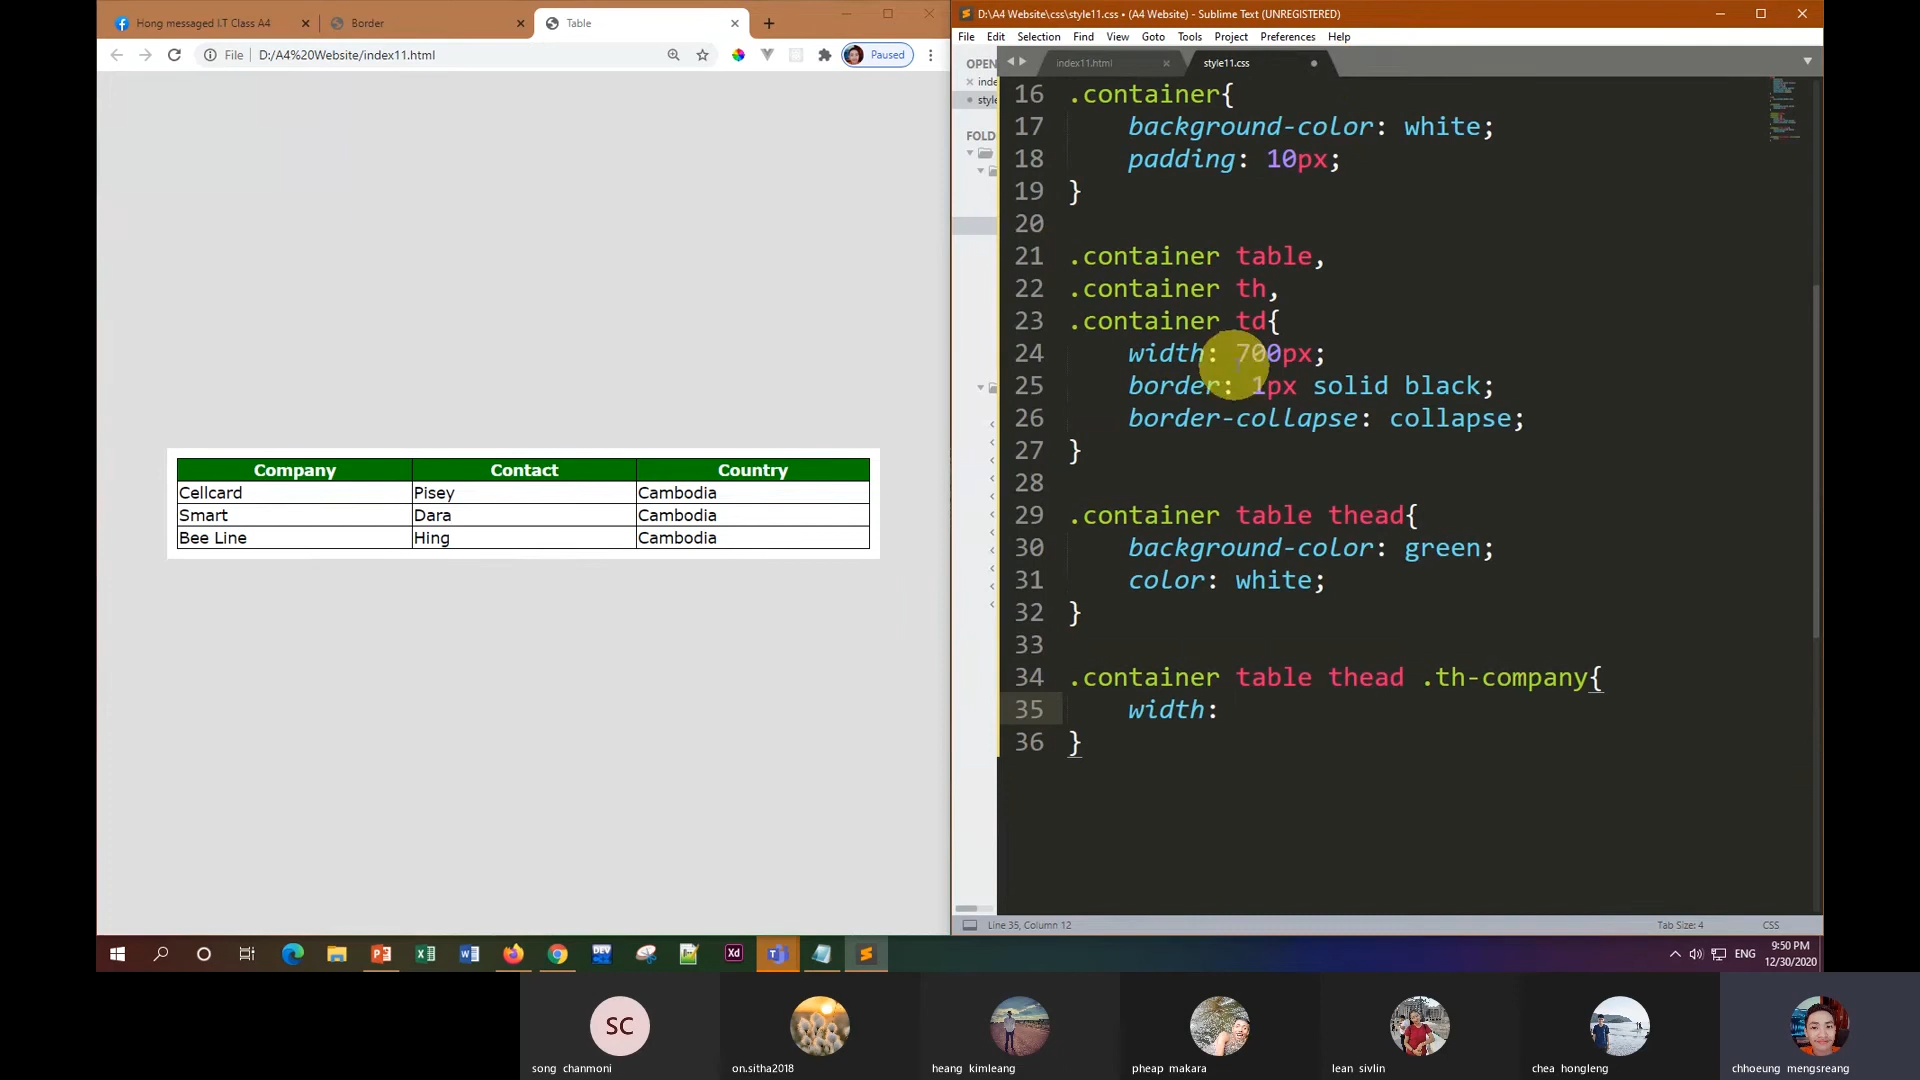 Hong messaged I.T Class A4
Border
Table
File
D:/A4%20Website/index11.html
Paused
Company Contact Country
Cellcard Pisey Cambodia
Smart Dara Cambodia
Bee Line Hing Cambodia
D:\A4 Website\css\style11.css • (A4 Website) - Sublime Text (UNREGISTERED)
File Edit Selection Find View Goto Tools Project Preferences Help
OPEN
inde
style
FOLD
index11.html
style11.css
16 .container{
17 background-color: white;
18 padding: 10px;
19 }
20
21 .container table,
22 .container th,
23 .container td{
24 width: 700px;
25 border: 1px solid black;
26 border-collapse: collapse;
27 }
28
29 .container table thead{
30 background-color: green;
31 color: white;
32 }
33
34 .container table thead .th-company{
35 width:
36 }
Line 35, Column 12
Tab Size: 4
CSS
DEV
Xd
ENG
9:50 PM
12/30/2020
SC
song chanmoni
on.sitha2018
heang kimleang
pheap makara
lean sivlin
chea hongleng
chhoeung mengsreang